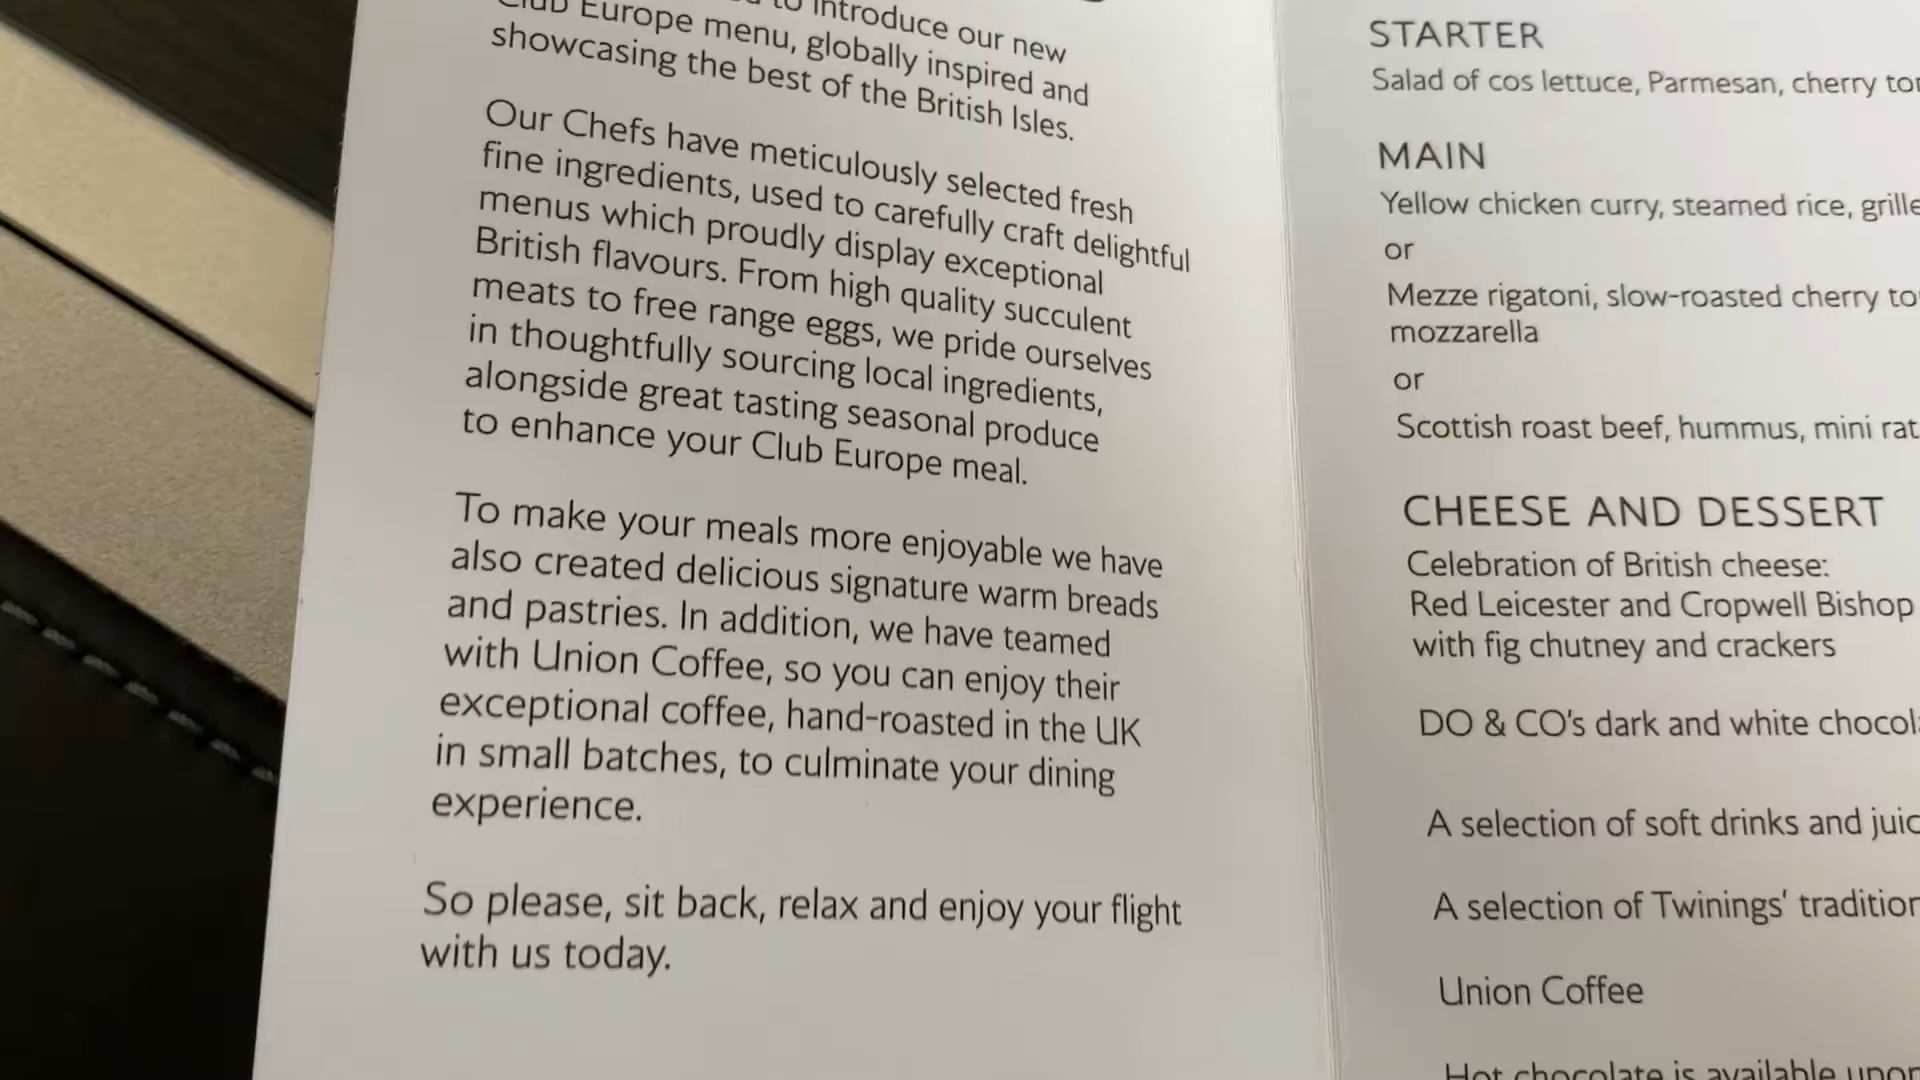 to introduce our new
Club Europe menu, globally inspired and
showcasing the best of the British Isles.
Our Chefs have meticulously selected fresh
fine ingredients, used to carefully craft delightful
menus which proudly display exceptional
British flavours. From high quality succulent
meats to free range eggs, we pride ourselves
in thoughtfully sourcing local ingredients,
alongside great tasting seasonal produce
to enhance your Club Europe meal.
To make your meals more enjoyable we have
also created delicious signature warm breads
and pastries. In addition, we have teamed
with Union Coffee, so you can enjoy their
exceptional coffee, hand-roasted in the UK
in small batches, to culminate your dining
experience.
So please, sit back, relax and enjoy your flight
with us today.
STARTER
Salad of cos lettuce, Parmesan, cherry
MAIN
Yellow chicken curry, steamed rice,
or
Mezze rigatoni, slow-roasted cherry
mozzarella
or
Scottish roast beef, hummus, mini
CHEESE AND DESSERT
Celebration of British cheese:
Red Leicester and Cropwell Bishop
with fig chutney and crackers
DO & CO's dark and white
A selection of soft drinks and
A selection of Twinings'
Union Coffee
Hot chocolate is available